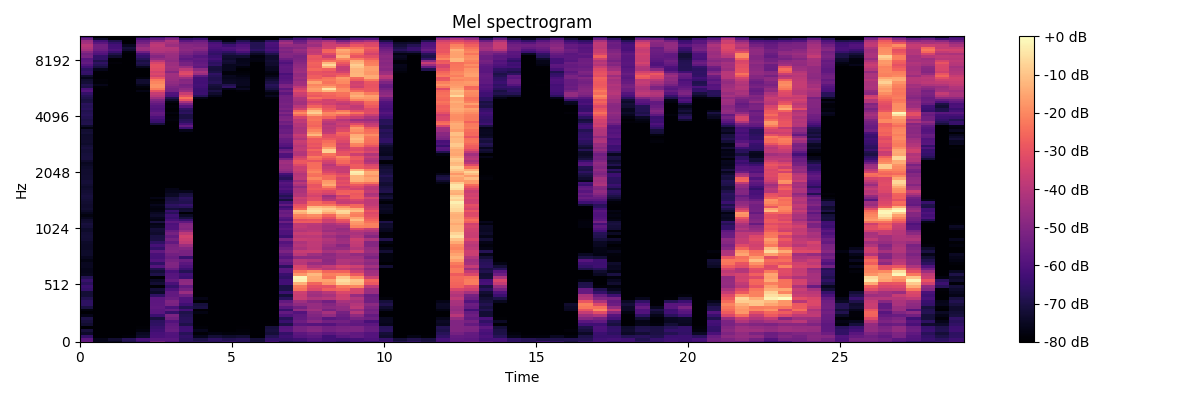 Mel spectrogram
8192
4096
2048
1024
512
0
Hz
0 5 10 15 20 25
Time
+0 dB
-10 dB
-20 dB
-30 dB
-40 dB
-50 dB
-60 dB
-70 dB
-80 dB